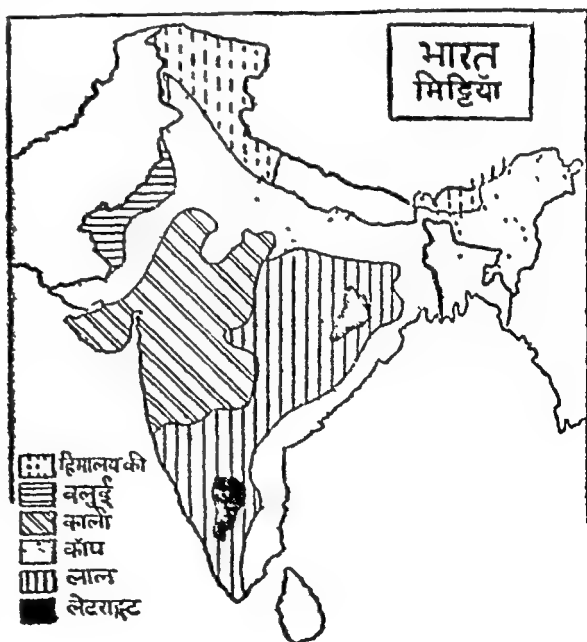 भारत
मिट्टियाँ
हिमालय की
बलुई
काली
कॉप
लाल
लेटराइट